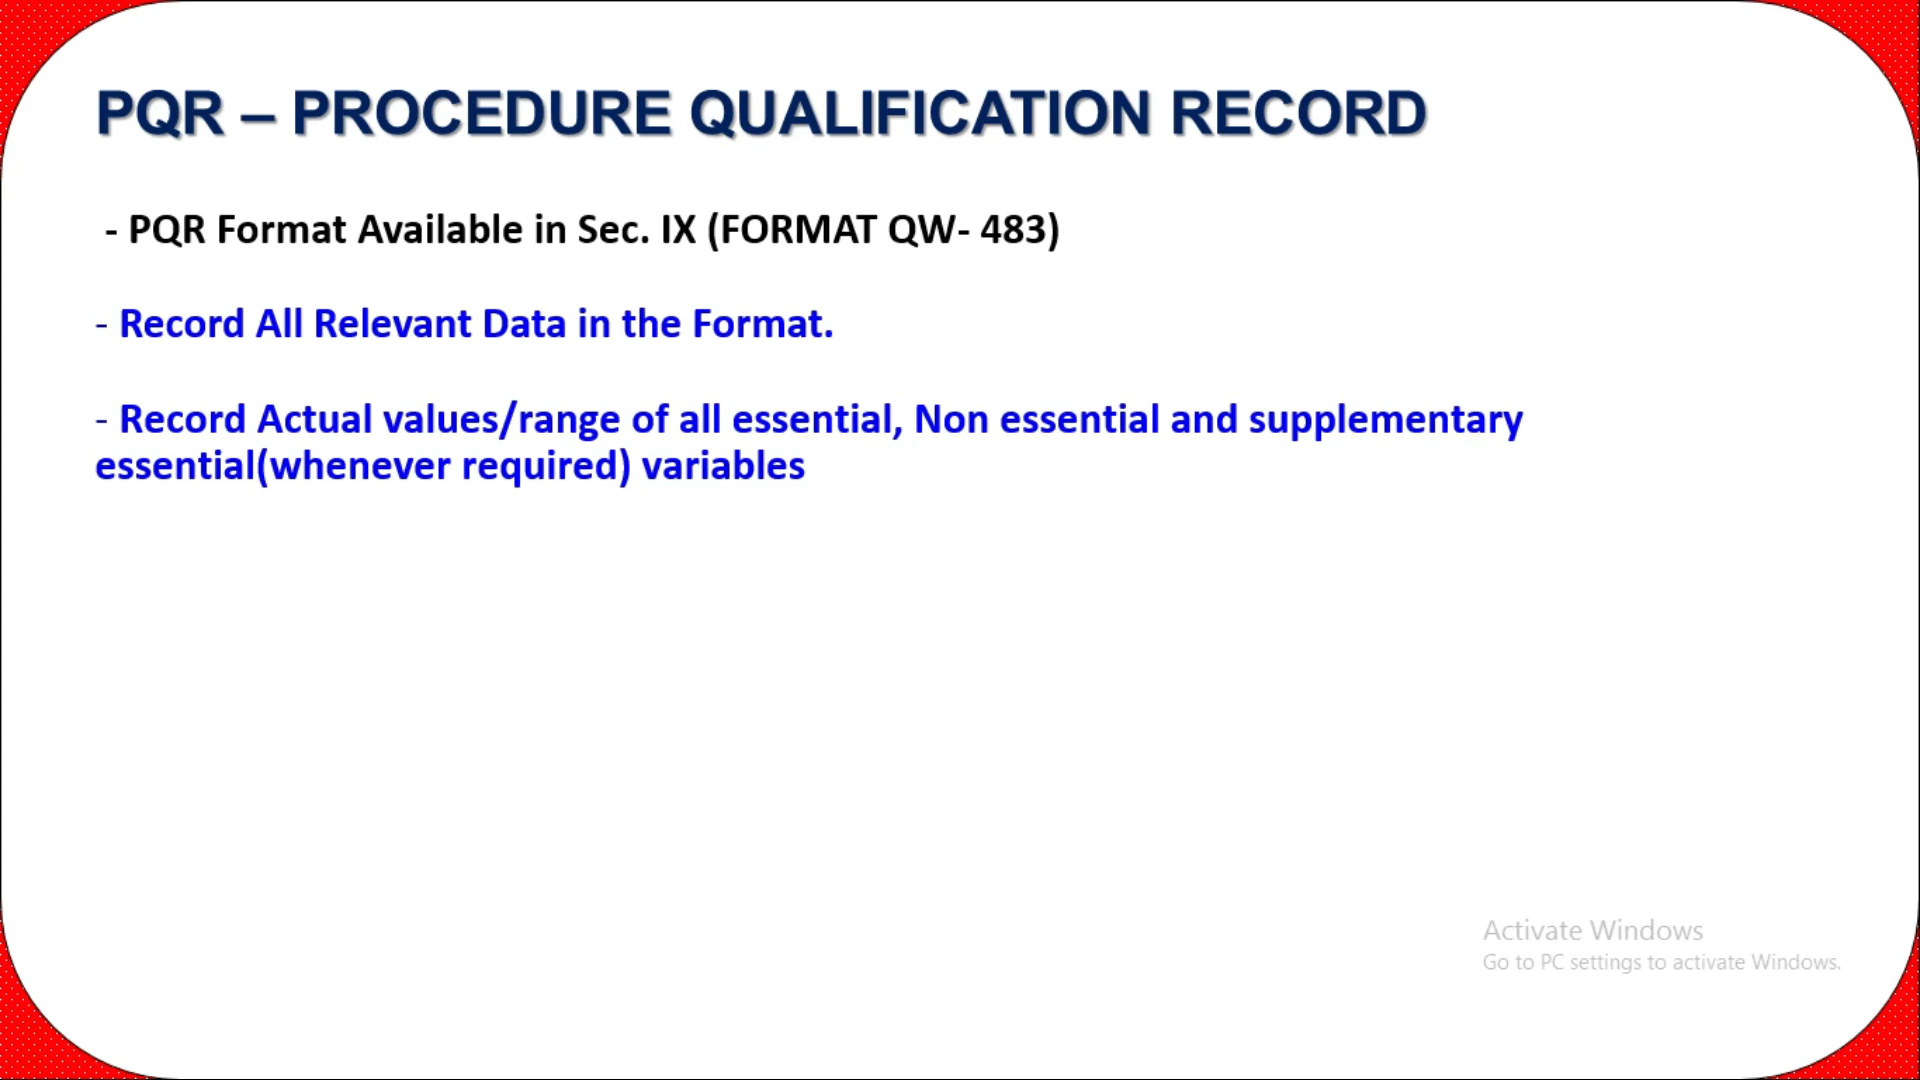 PQR – PROCEDURE QUALIFICATION RECORD
- PQR Format Available in Sec. IX (FORMAT QW- 483)
- Record All Relevant Data in the Format.
- Record Actual values/range of all essential, Non essential and supplementary
essential(whenever required) variables
Activate Windows
Go to PC settings to activate Windows.